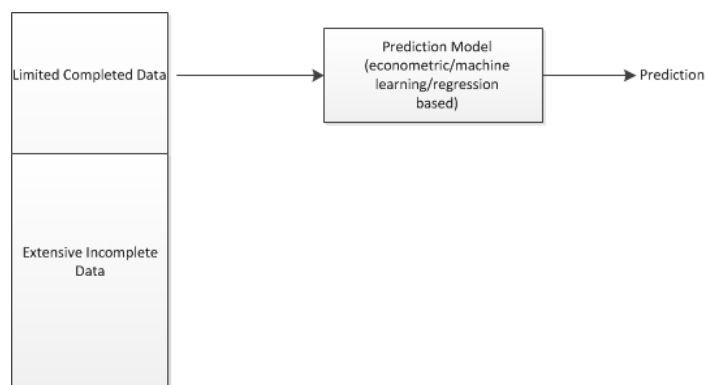 Limited Completed Data
Prediction Model
(econometric/machine
learning/regression
based)
Prediction
Extensive Incomplete
Data